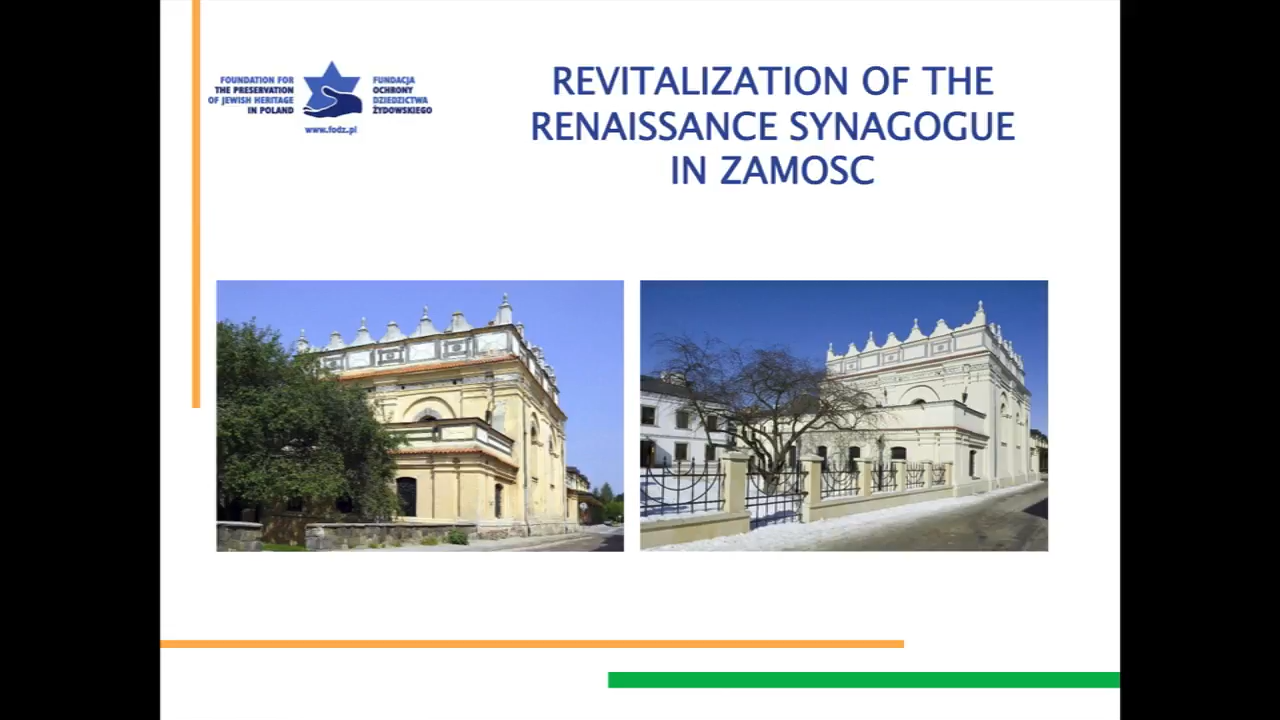 FOUNDATION FOR
THE PRESERVATION
OF JEWISH HERITAGE
IN POLAND
FUNDACJA
OCHRONY
DZIEDZICTWA
ŻYDOWSKIEGO
www.fodz.pl
REVITALIZATION OF THE
RENAISSANCE SYNAGOGUE
IN ZAMOSC